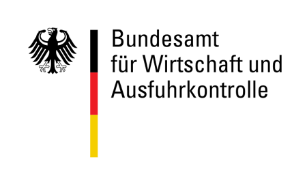 Bundesamt
für Wirtschaft und
Ausfuhrkontrolle